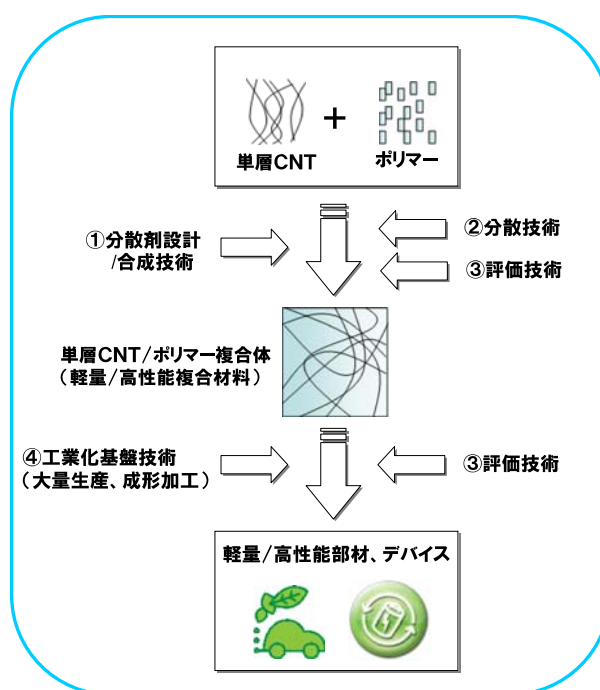 +
単層CNT
ポリマー
①分散剤設計
/合成技術
②分散技術
③評価技術
単層CNT/ポリマー複合体
(軽量/高性能複合材料)
④工業化基盤技術
(大量生産、成形加工)
③評価技術
軽量/高性能部材、デバイス